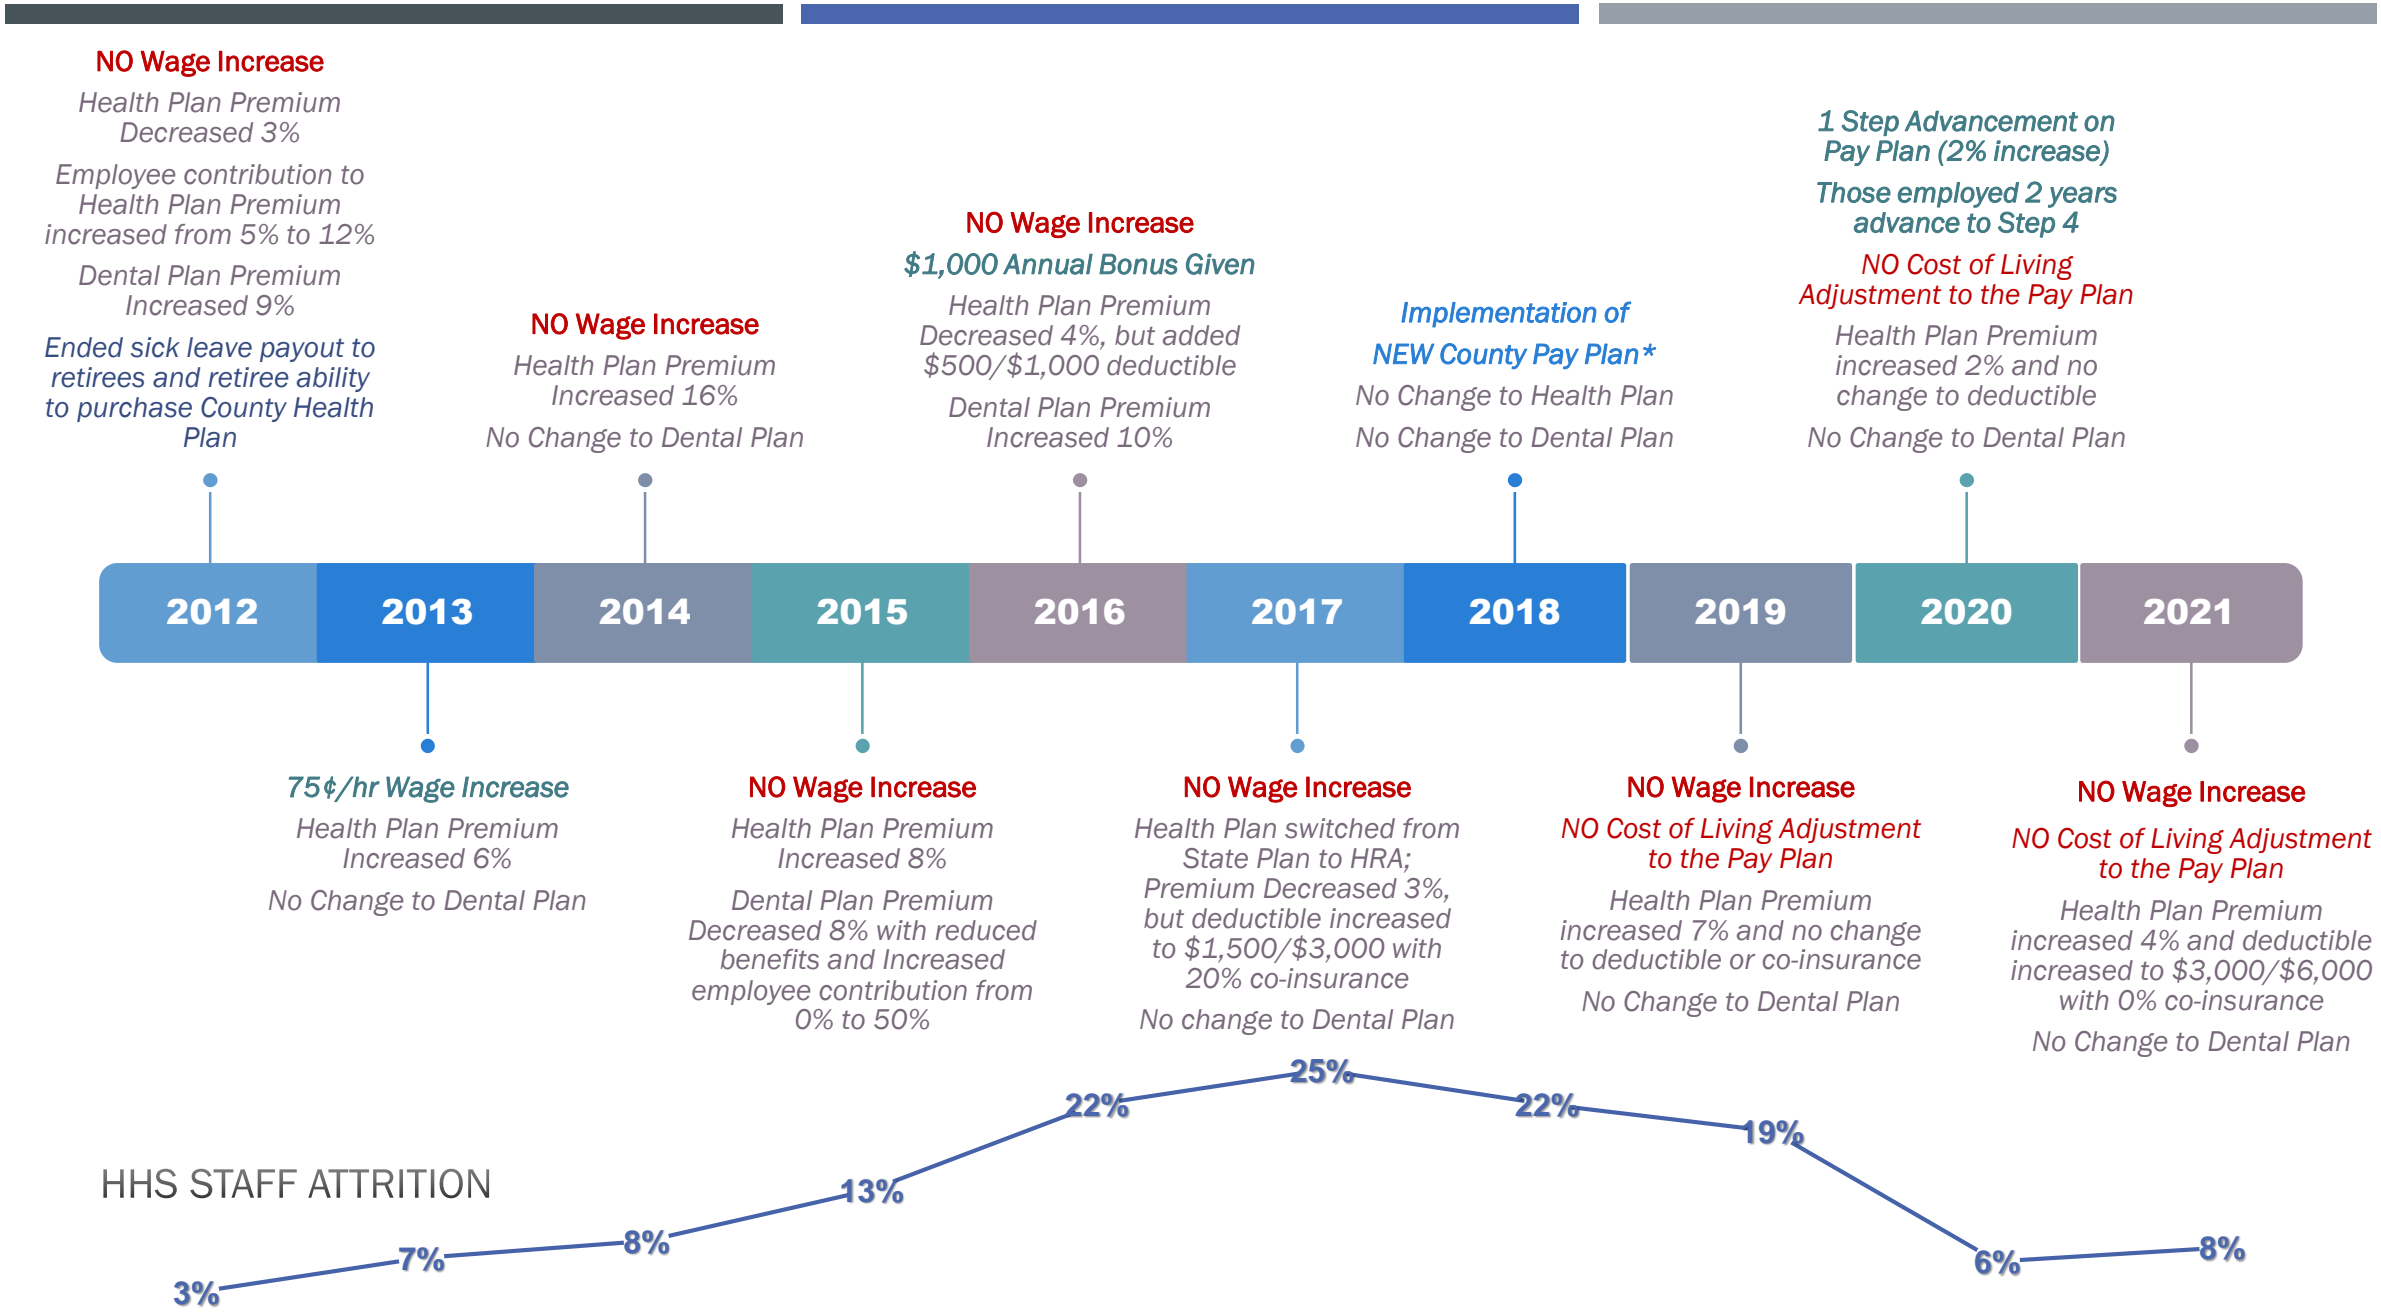 NO Wage Increase
Health Plan Premium
Decreased 3%
Employee contribution to
Health Plan Premium
increased from 5% to 12%
Dental Plan Premium
Increased 9%
Ended sick leave payout to
retirees and retiree ability
to purchase County Health
Plan
NO Wage Increase
Health Plan Premium
Increased 16%
No Change to Dental Plan
NO Wage Increase
$1,000 Annual Bonus Given
Health Plan Premium
Decreased 4%, but added
$500/$1,000 deductible
Dental Plan Premium
Increased 10%
Implementation of
NEW County Pay Plan*
No Change to Health Plan
No Change to Dental Plan
1 Step Advancement on
Pay Plan (2% increase)
Those employed 2 years
advance to Step 4
NO Cost of Living
Adjustment to the Pay Plan
Health Plan Premium
increased 2% and no
change to deductible
No Change to Dental Plan
2012
2013
2014
2015
2016
2017
2018
2019
2020
2021
75¢/hr Wage Increase
Health Plan Premium
Increased 6%
No Change to Dental Plan
NO Wage Increase
Health Plan Premium
Increased 8%
Dental Plan Premium
Decreased 8% with reduced
benefits and Increased
employee contribution from
0% to 50%
NO Wage Increase
Health Plan switched from
State Plan to HRA;
Premium Decreased 3%,
but deductible increased
to $1,500/$3,000 with
20% co-insurance
No change to Dental Plan
NO Wage Increase
NO Cost of Living Adjustment
to the Pay Plan
Health Plan Premium
increased 7% and no change
to deductible or co-insurance
No Change to Dental Plan
NO Wage Increase
NO Cost of Living Adjustment
to the Pay Plan
Health Plan Premium
increased 4% and deductible
increased to $3,000/$6,000
with 0% co-insurance
No Change to Dental Plan
HHS STAFF ATTRITION
3%
7%
8%
13%
22%
25%
22%
19%
6%
8%